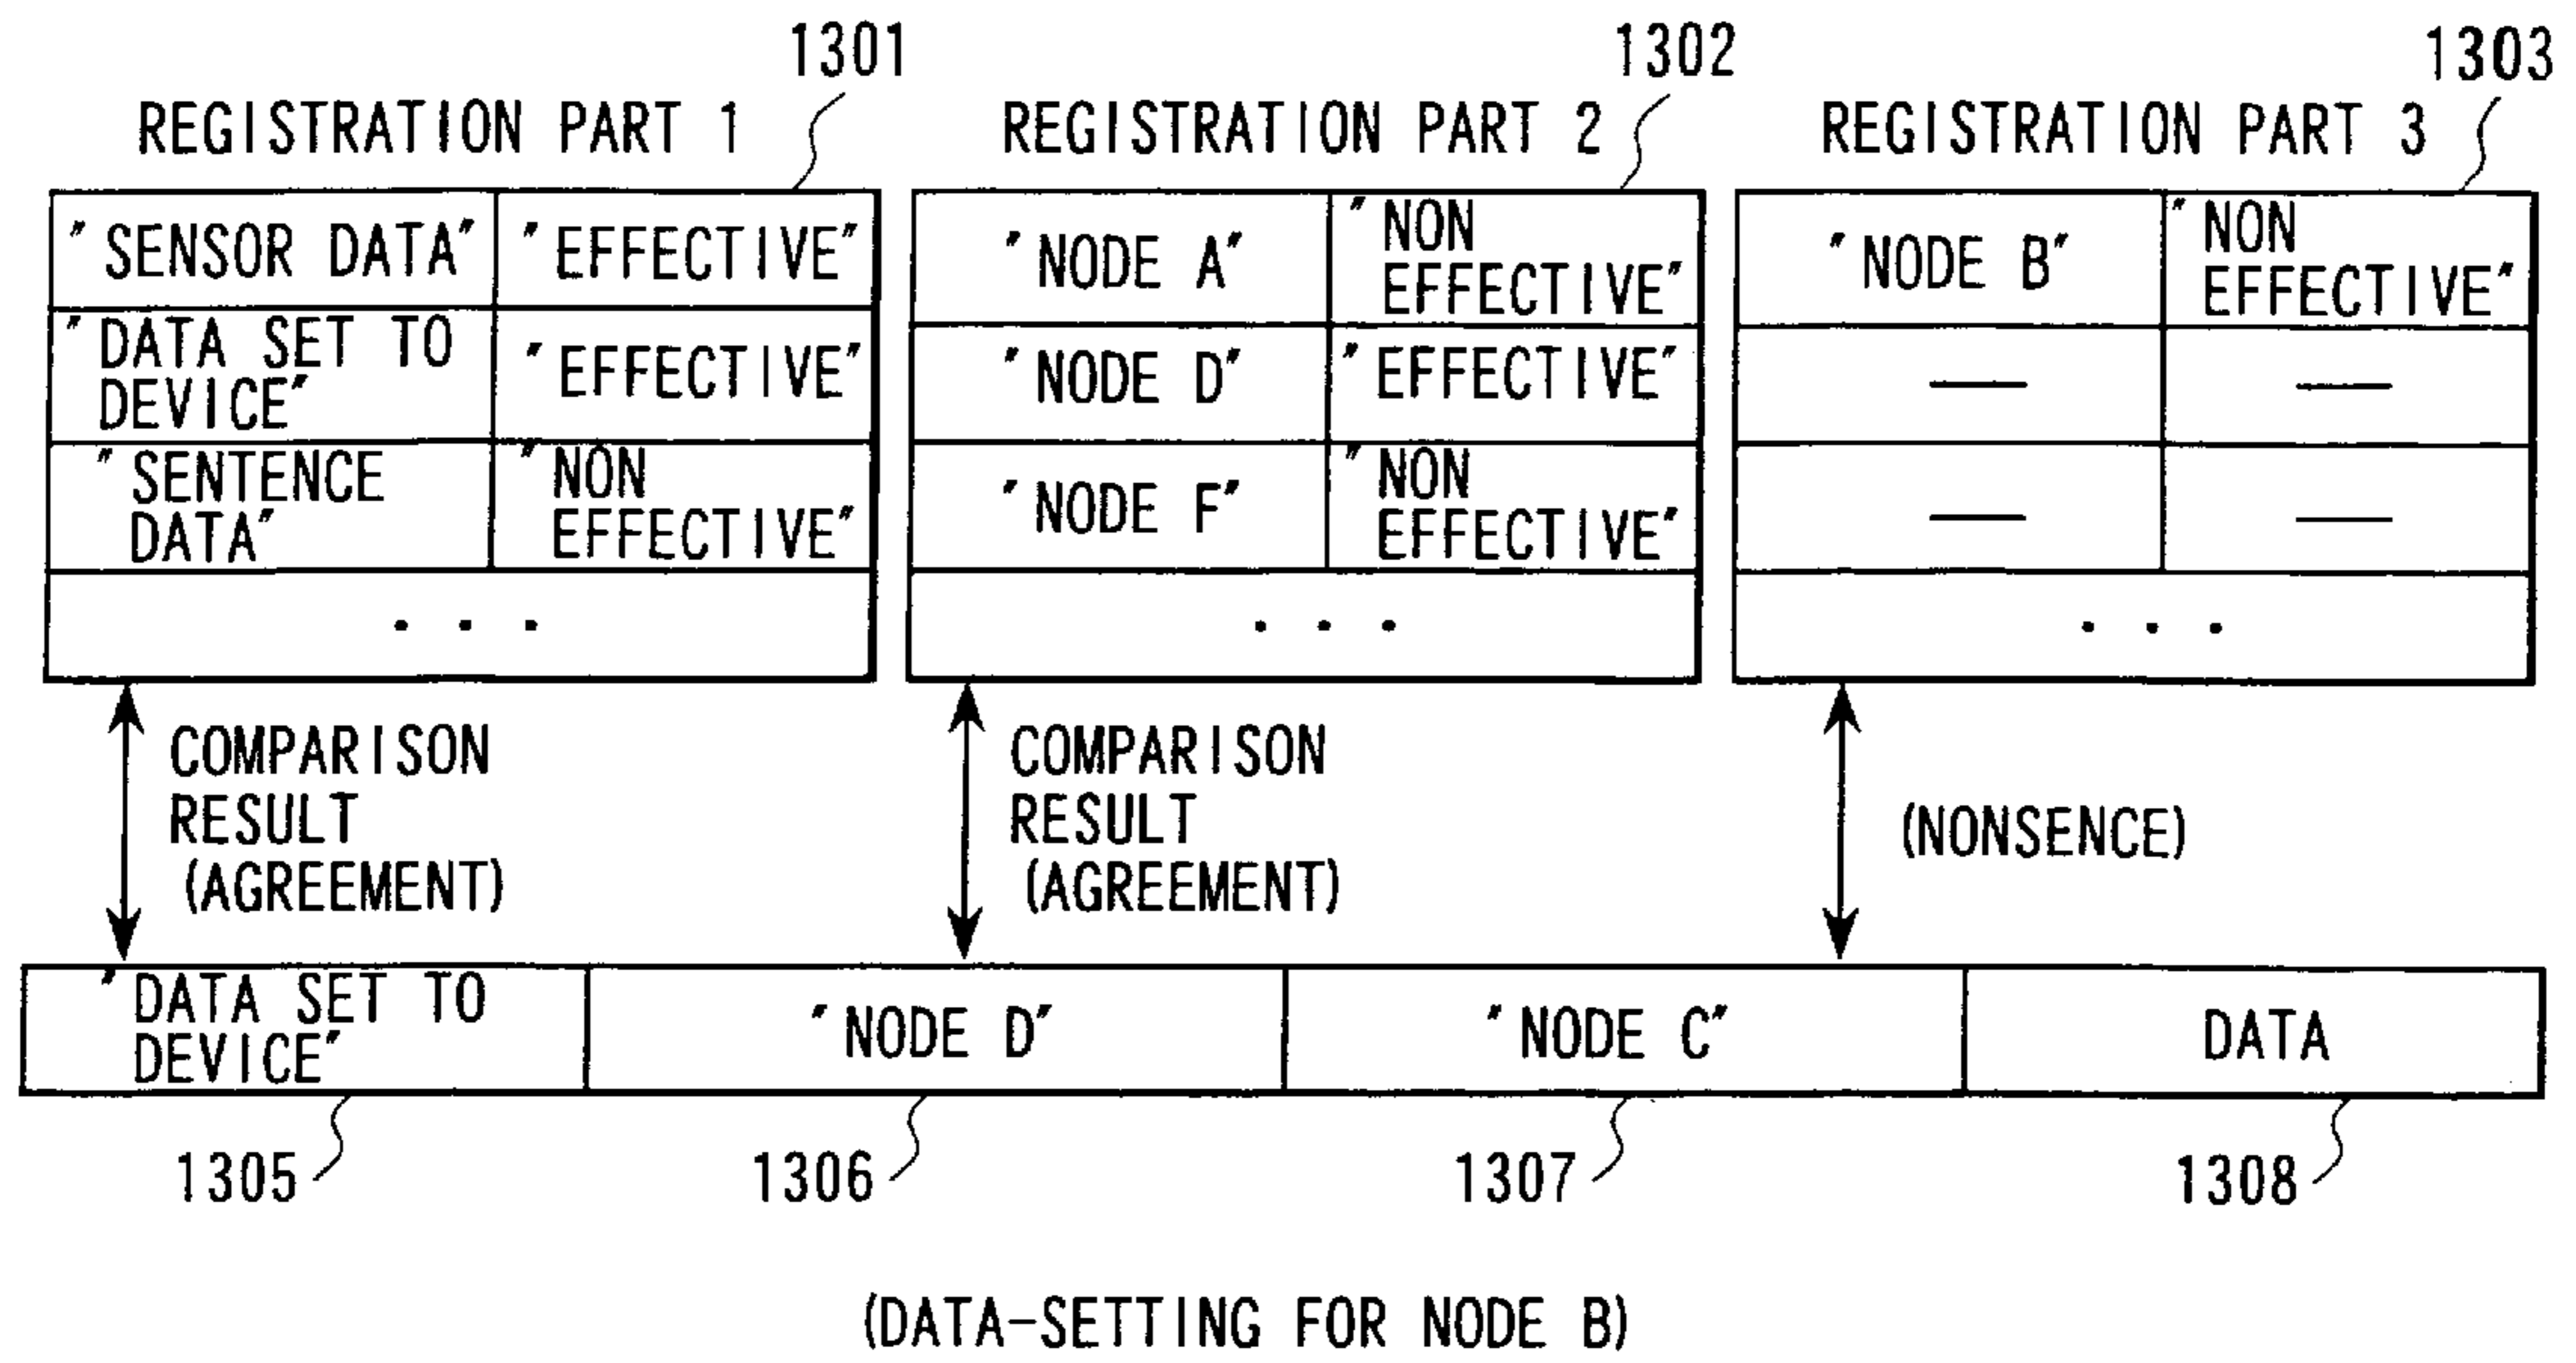 1301
1302
1303
REGISTRATION PART 1
REGISTRATION PART 2
REGISTRATION PART 3
"SENSOR DATA"
"EFFECTIVE"
"DATA SET TO
DEVICE"
"EFFECTIVE"
"SENTENCE
DATA"
"NON
EFFECTIVE"
. . .
"NODE A"
"NON
EFFECTIVE"
"NODE D"
"EFFECTIVE"
"NODE F"
"NON
EFFECTIVE"
. . .
"NODE B"
"NON
EFFECTIVE"
—
—
—
—
. . .
COMPARISON
RESULT
(AGREEMENT)
COMPARISON
RESULT
(AGREEMENT)
(NONSENCE)
"DATA SET TO
DEVICE"
"NODE D"
"NODE C"
DATA
1305
1306
1307
1308
(DATA-SETTING FOR NODE B)